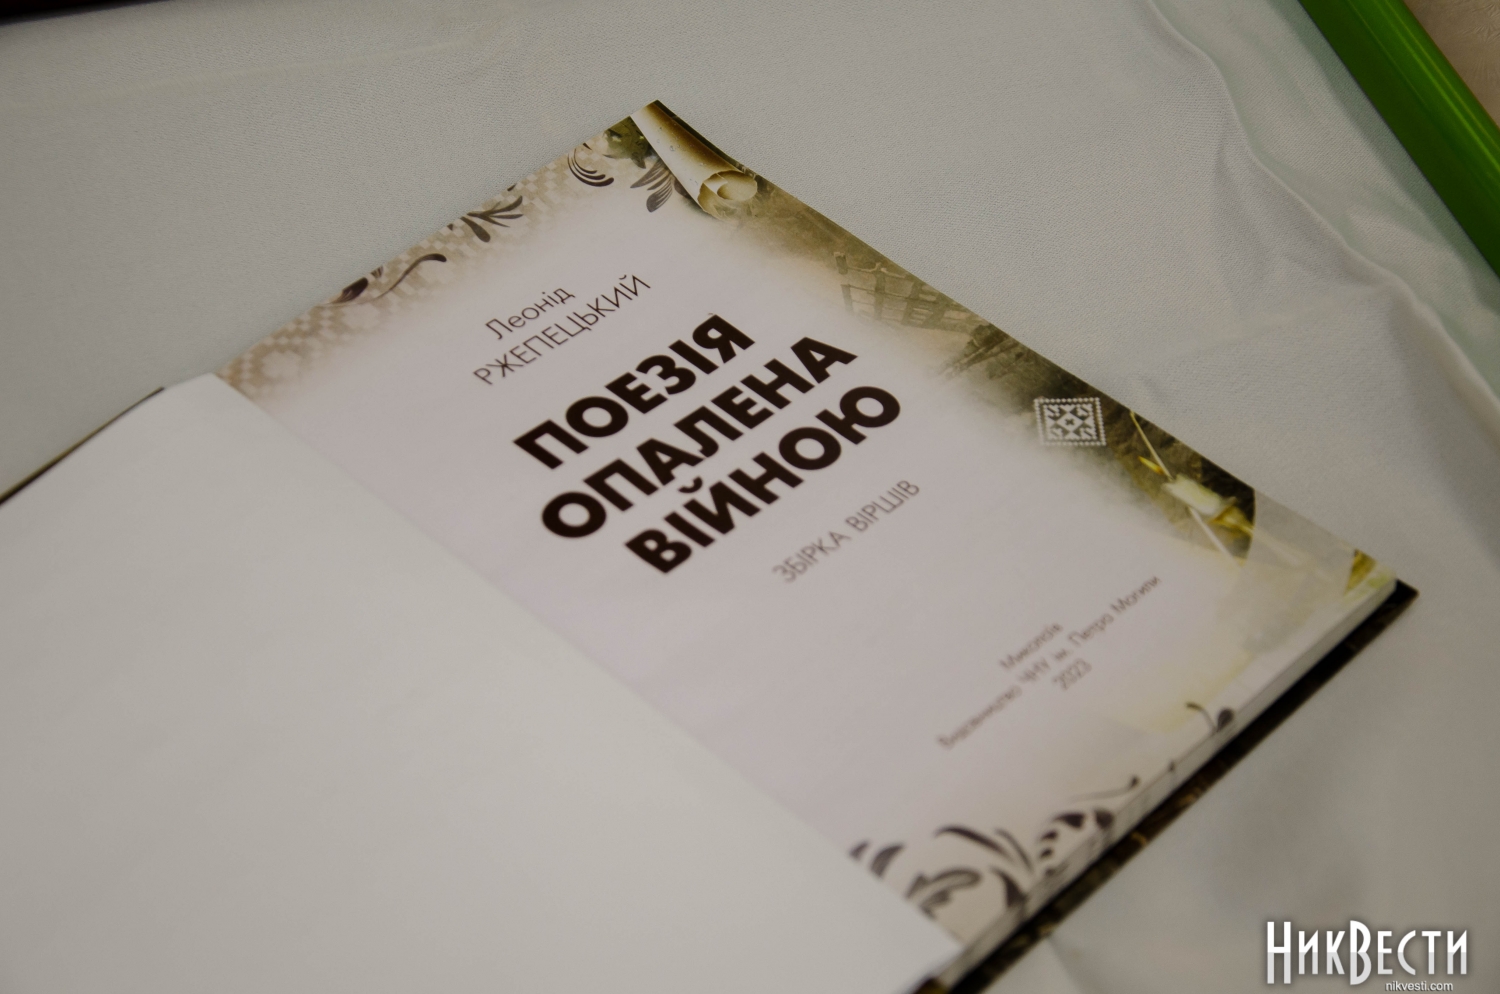 Леонід
РЖЕПЕЦЬКИЙ
ПОЕЗІЯ
ОПАЛЕНА
ВІЙНОЮ
ЗБІРКА ВІРШІВ
Миколаїв
Видавництво ЧНУ ім. Петра Могили
2023
НикВести
nikvesti.com